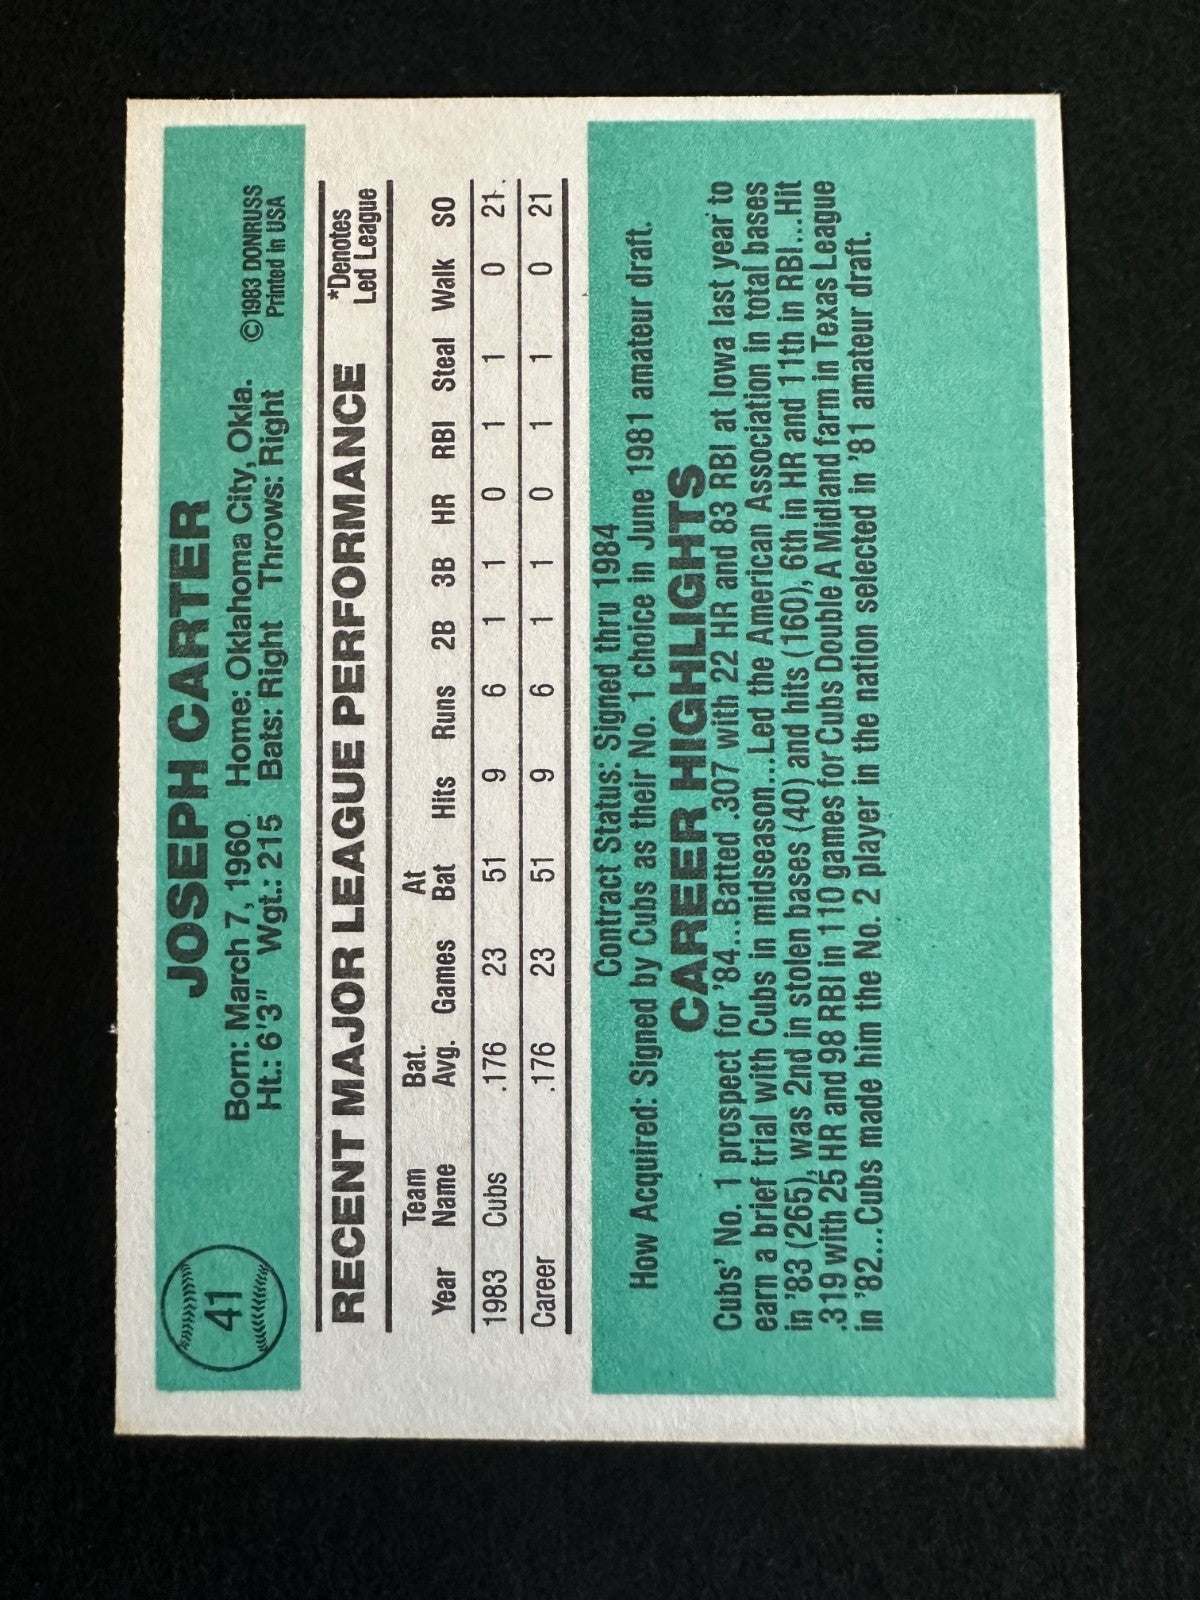 41
JOSEPH CARTER
Born: March 7, 1960 Home: Oklahoma City, Okla. ©1983 DONRUSS
Ht.: 6'3" Wgt.: 215 Bats: Right Throws: Right Printed in USA
RECENT MAJOR LEAGUE PERFORMANCE *Denotes Led League
Year Team Name Bat. Avg. Games At Bat Hits Runs 2B 3B HR RBI Steal Walk SO
1983 Cubs .176 23 51 9 6 1 1 0 1 1 0 21
Career .176 23 51 9 6 1 1 0 1 1 0 21
Contract Status: Signed thru 1984
How Acquired: Signed by Cubs as their No. 1 choice in June 1981 amateur draft.
CAREER HIGHLIGHTS
Cubs' No. 1 prospect for '84...Batted .307 with 22 HR and 83 RBI at Iowa last year to
earn a brief trial with Cubs in midseason...Led the American Association in total bases
in '83 (265), was 2nd in stolen bases (40) and hits (160), 6th in HR and 11th in RBI...Hit
.319 with 25 HR and 98 RBI in 110 games for Cubs Double A Midland farm in Texas League
in '82...Cubs made him the No. 2 player in the nation selected in '81 amateur draft.